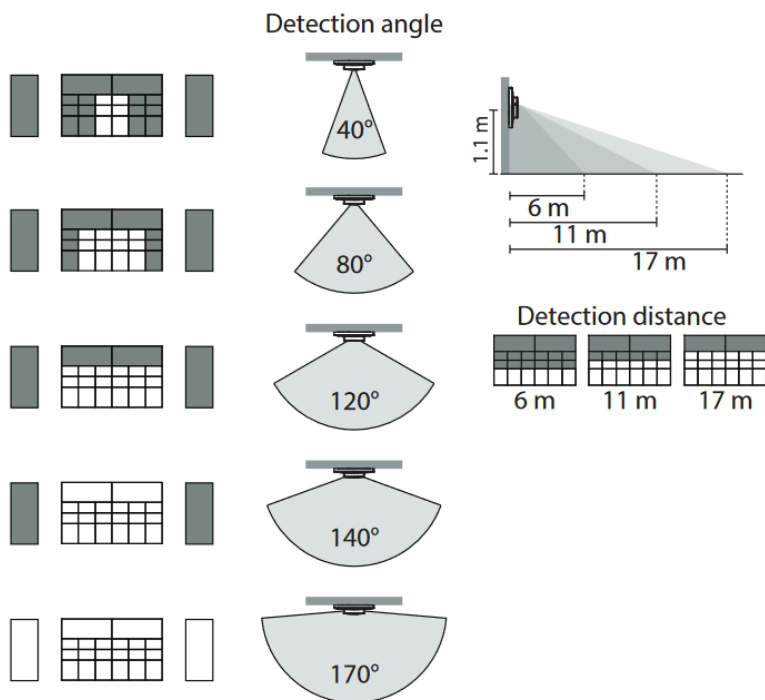 Detection angle
40°
80°
120°
140°
170°
1.1 m
6 m
11 m
17 m
Detection distance
6 m
11 m
17 m